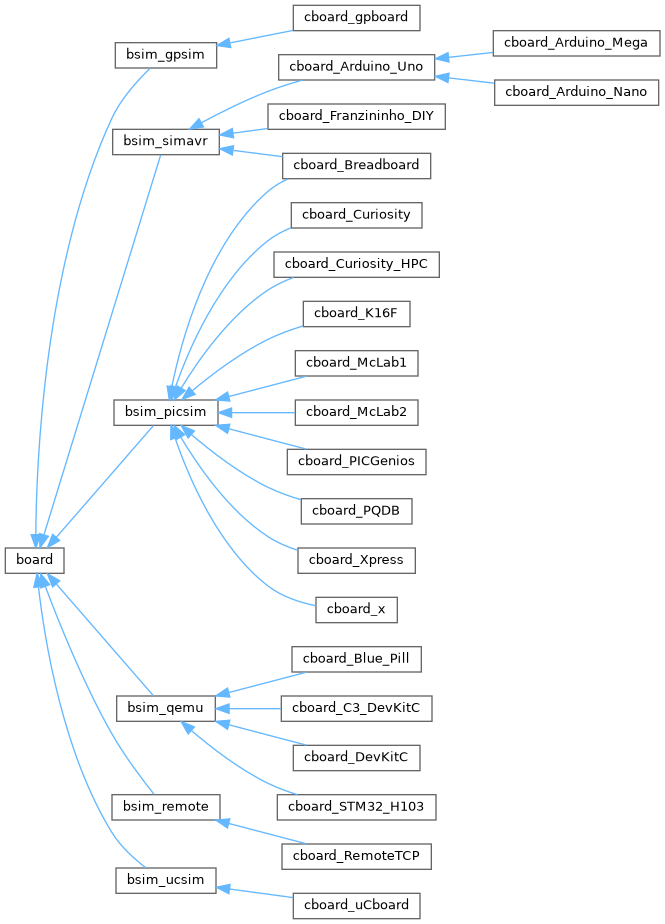 cboard_gpboard
cboard_Arduino_Mega
bsim_gpsim
cboard_Arduino_Uno
cboard_Arduino_Nano
cboard_Franzininho_DIY
bsim_simavr
cboard_Breadboard
cboard_Curiosity
cboard_Curiosity_HPC
cboard_K16F
cboard_McLab1
bsim_picsim
cboard_McLab2
cboard_PICGenios
cboard_PQDB
board
cboard_Xpress
cboard_x
cboard_Blue_Pill
bsim_qemu
cboard_C3_DevKitC
cboard_DevKitC
bsim_remote
cboard_STM32_H103
cboard_RemoteTCP
bsim_ucsim
cboard_uCboard